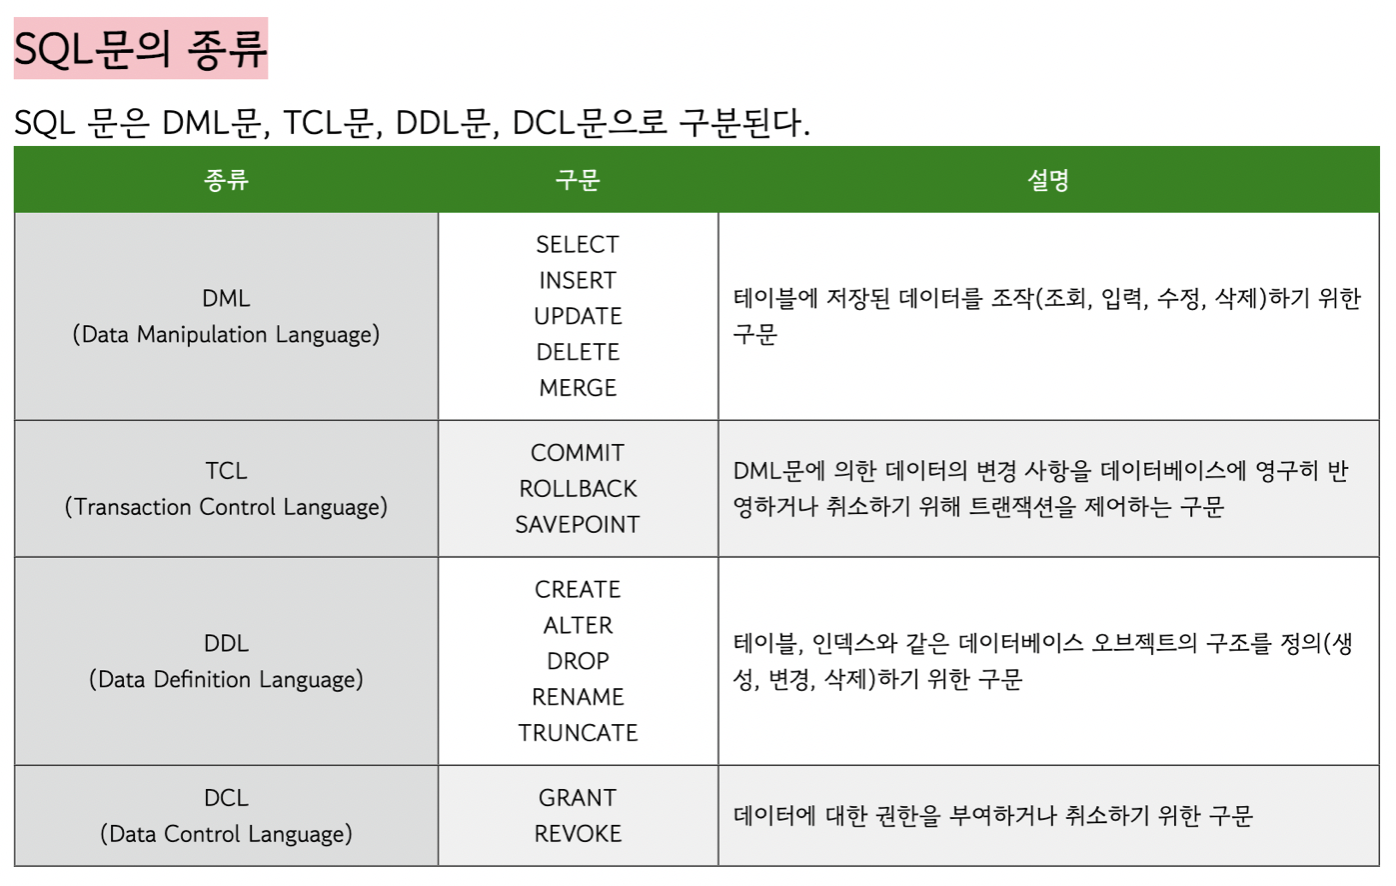 SQL문의 종류
SQL 문은 DML문, TCL문, DDL문, DCL문으로 구분된다.
종류 구문 설명
DML
(Data Manipulation Language)
SELECT
INSERT
UPDATE
DELETE
MERGE
테이블에 저장된 데이터를 조작(조회, 입력, 수정, 삭제)하기 위한
구문
TCL
(Transaction Control Language)
COMMIT
ROLLBACK
SAVEPOINT
DML문에 의한 데이터의 변경 사항을 데이터베이스에 영구히 반
영하거나 취소하기 위해 트랜잭션을 제어하는 구문
DDL
(Data Definition Language)
CREATE
ALTER
DROP
RENAME
TRUNCATE
테이블, 인덱스와 같은 데이터베이스 오브젝트의 구조를 정의(생
성, 변경, 삭제)하기 위한 구문
DCL
(Data Control Language)
GRANT
REVOKE
데이터에 대한 권한을 부여하거나 취소하기 위한 구문